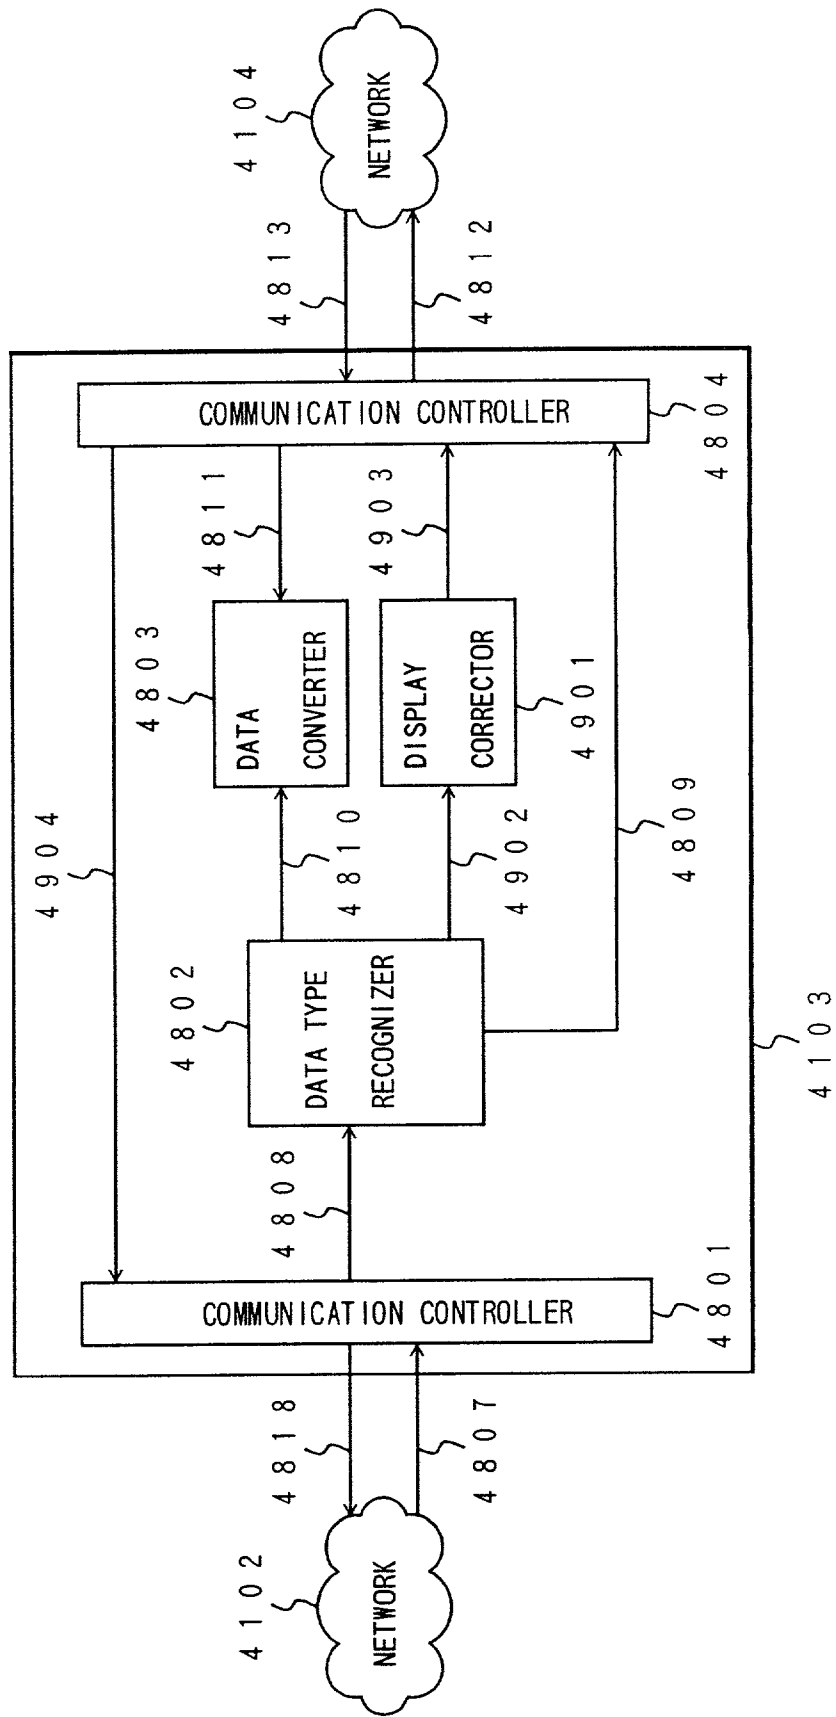 4102
NETWORK
4818
4807
4103
COMMUNICATION CONTROLLER
4801
4904
4808
4802
DATA TYPE
RECOGNIZER
4810
4902
4809
4803
DATA
CONVERTER
DISPLAY
CORRECTOR
4901
4811
4903
COMMUNICATION CONTROLLER
4804
4813
4812
4104
NETWORK